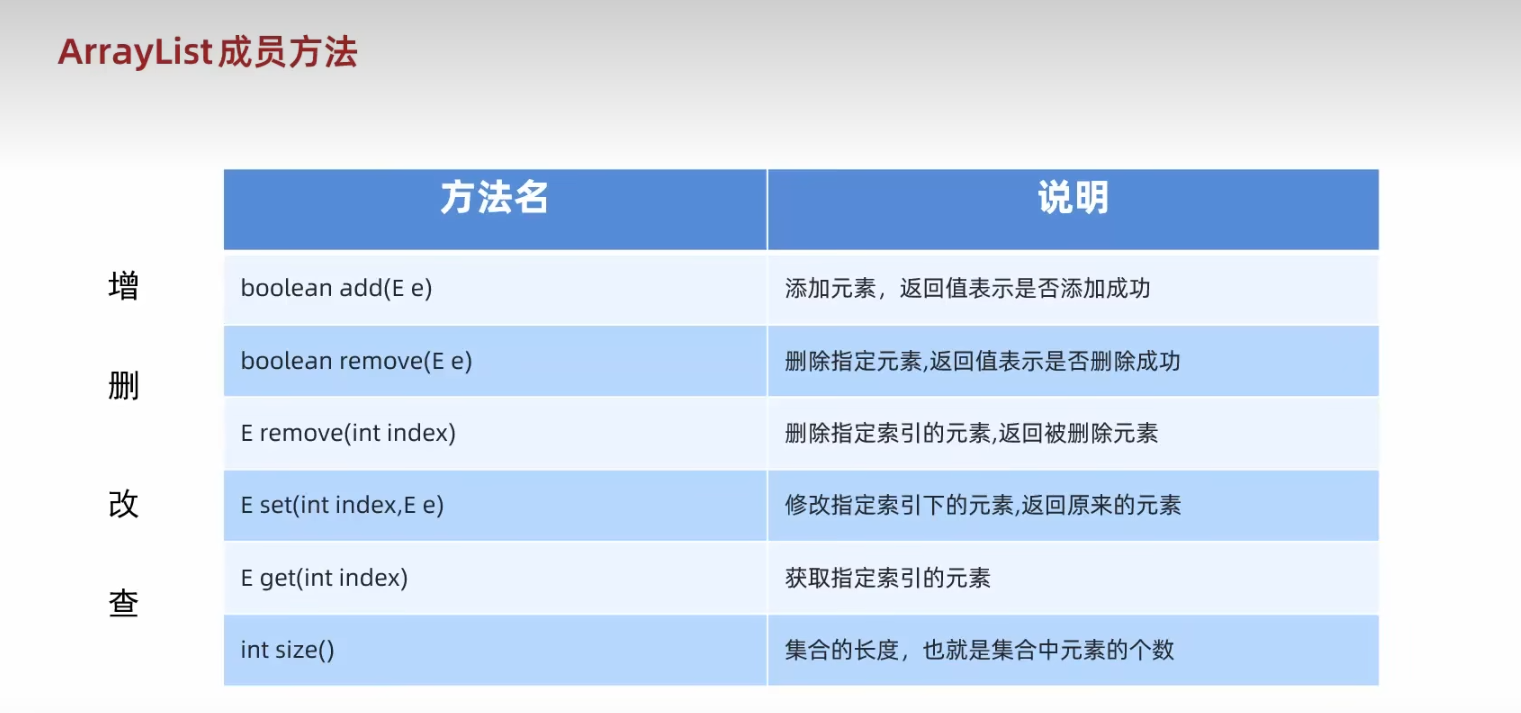 ArrayList成员方法
方法名 说明
增 boolean add(E e) 添加元素，返回值表示是否添加成功
boolean remove(E e) 删除指定元素,返回值表示是否删除成功
删
E remove(int index) 删除指定索引的元素,返回被删除元素
改 E set(int index,E e) 修改指定索引下的元素,返回原来的元素
E get(int index) 获取指定索引的元素
查
int size() 集合的长度，也就是集合中元素的个数